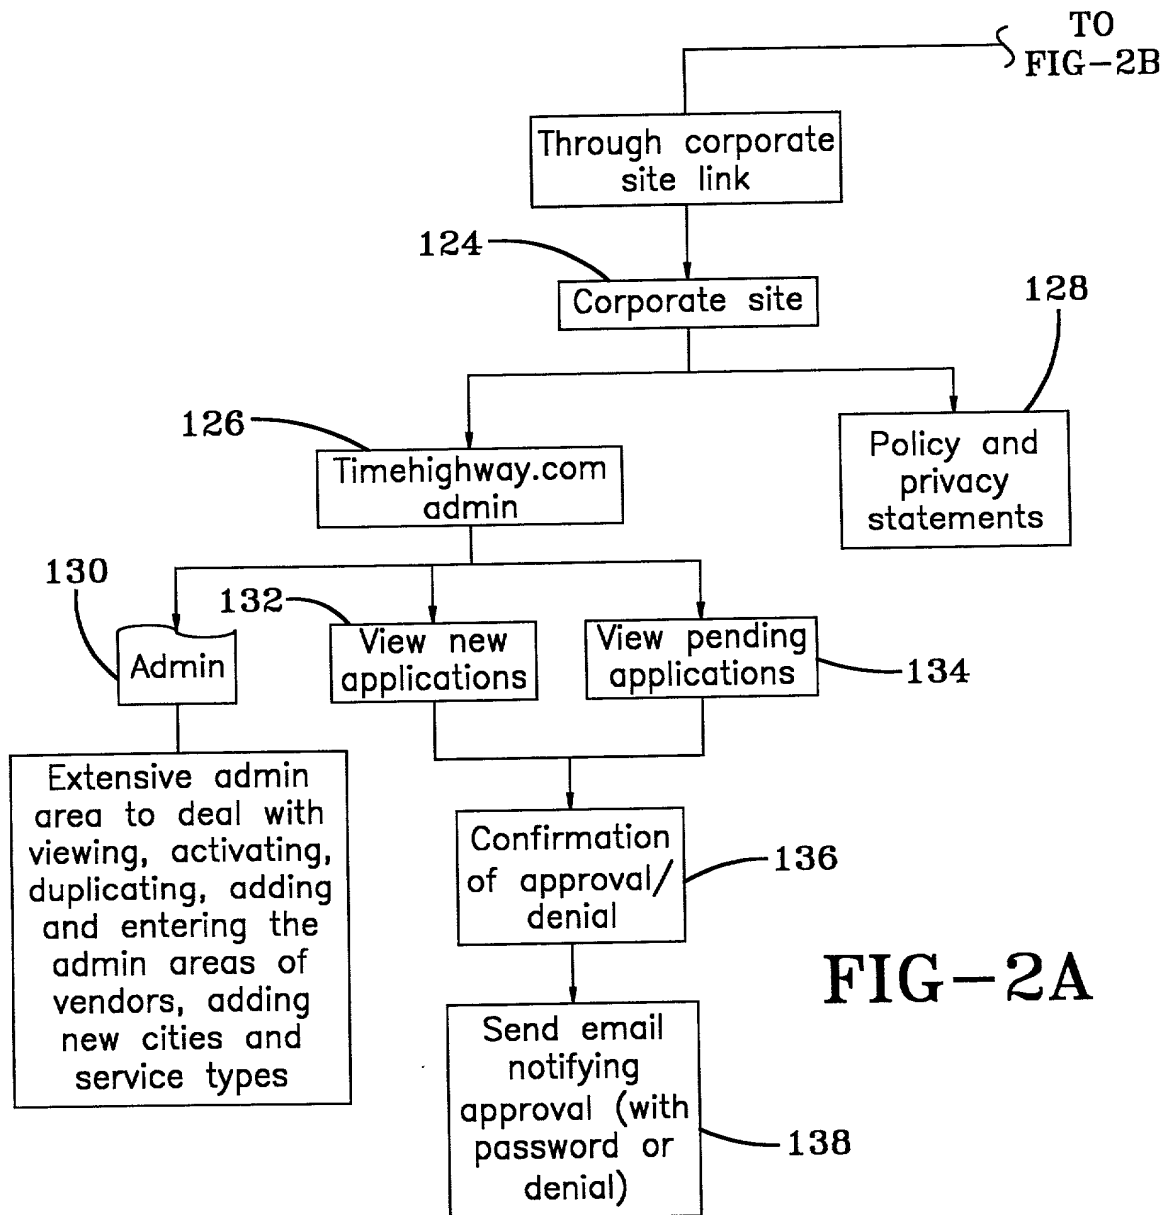 TO
FIG-2B
Through corporate
site link
124
Corporate site
128
126
Timehighway.com
admin
Policy and
privacy
statements
130
132
Admin
View new
applications
View pending
applications
134
Extensive admin
area to deal with
viewing, activating,
duplicating, adding
and entering the
admin areas of
vendors, adding
new cities and
service types
Confirmation
of approval/
denial
136
FIG-2A
Send email
notifying
approval (with
password or
denial)
138